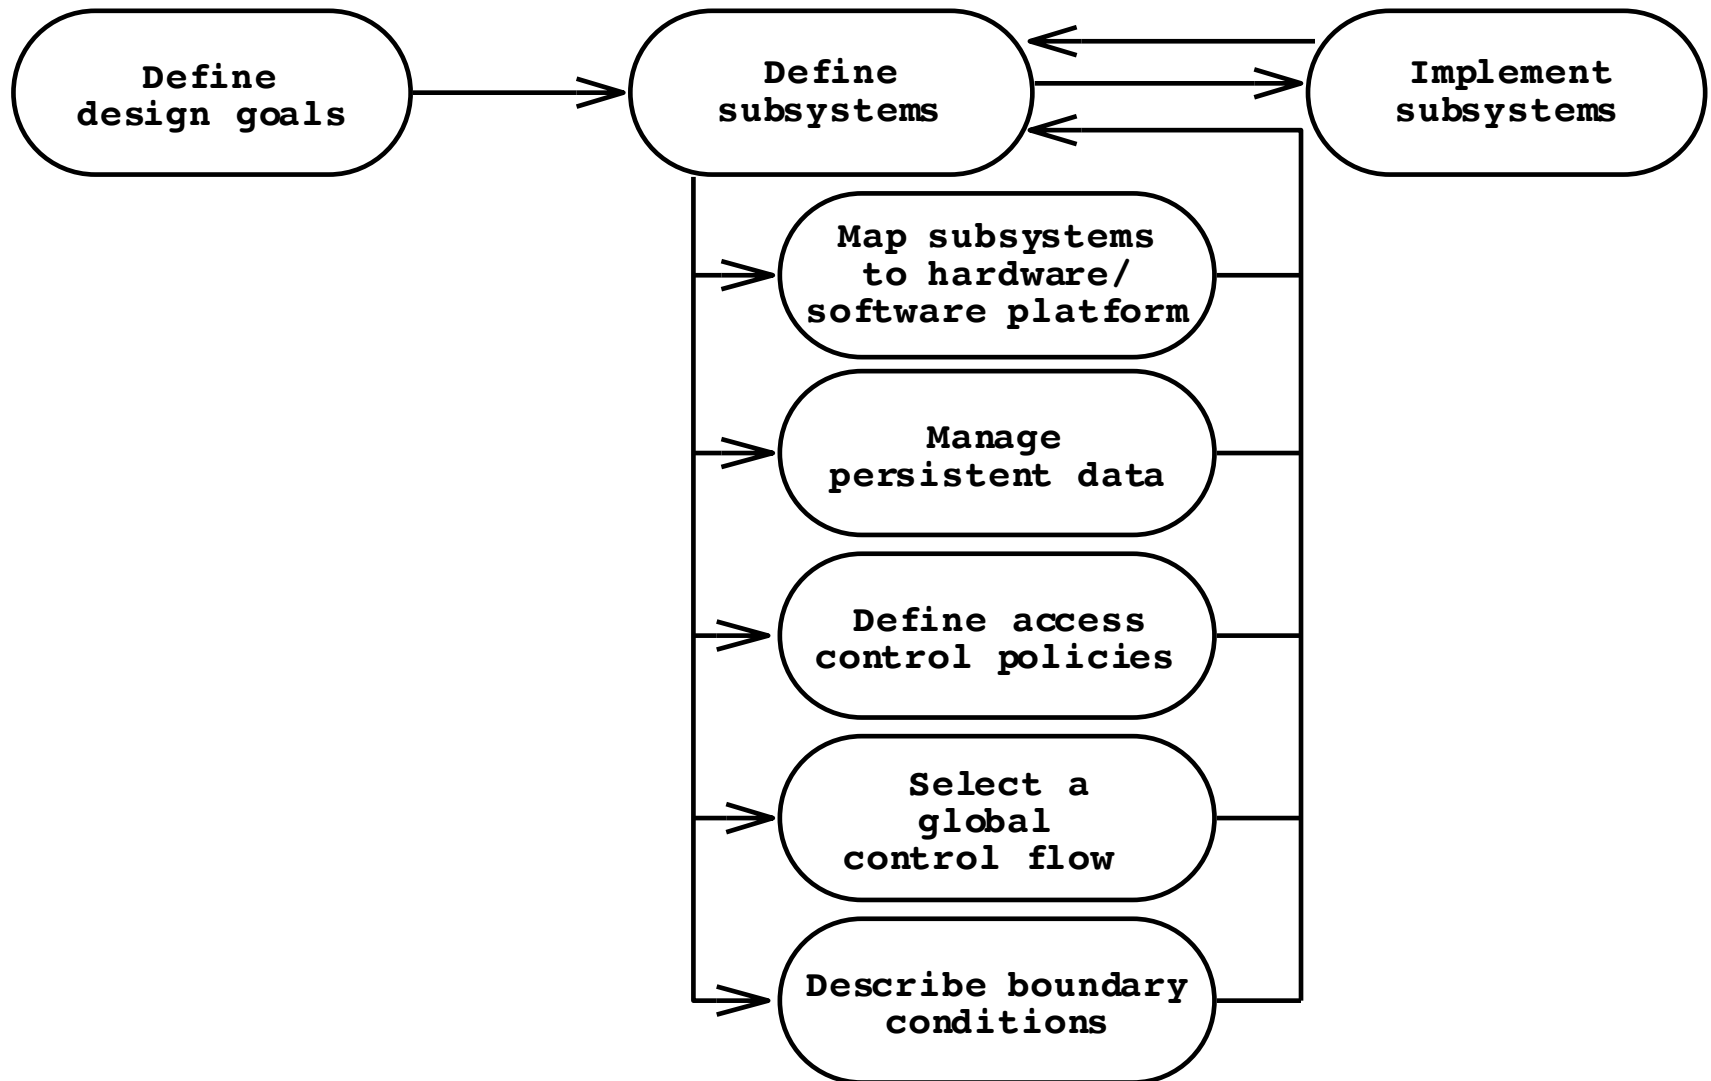 Define
design goals
Define
subsystems
Implement
subsystems
Map subsystems
to hardware/
software platform
Manage
persistent data
Define access
control policies
Select a
global
control flow
Describe boundary
conditions